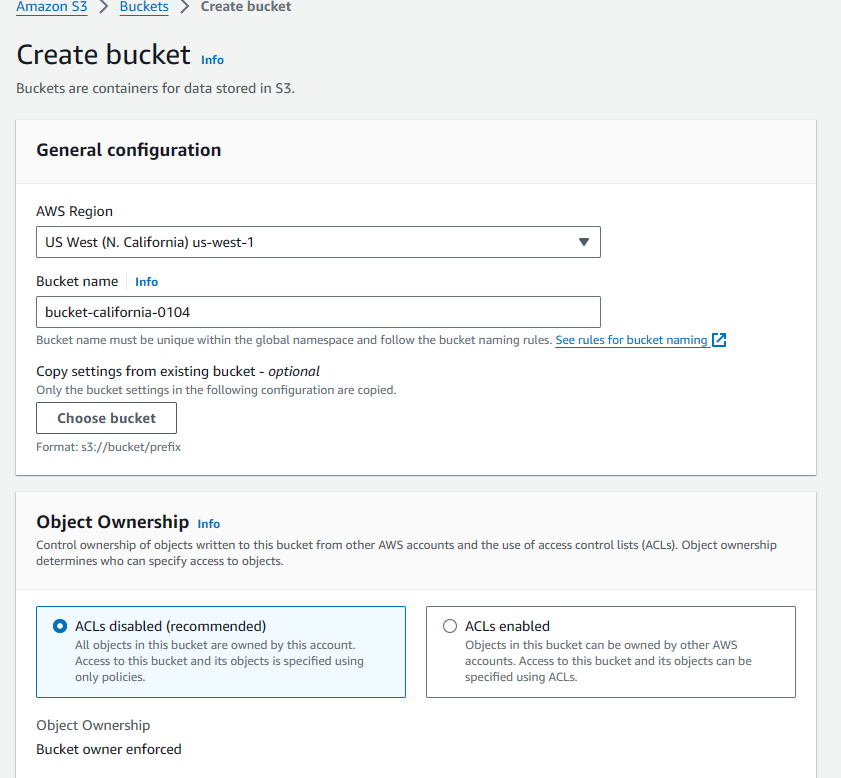 Amazon S3 > Buckets > Create bucket
Create bucket Info
Buckets are containers for data stored in S3.
General configuration
AWS Region
US West (N. California) us-west-1
Bucket name Info
bucket-california-0104
Bucket name must be unique within the global namespace and follow the bucket naming rules. See rules for bucket naming
Copy settings from existing bucket - optional
Only the bucket settings in the following configuration are copied.
Choose bucket
Format: s3://bucket/prefix
Object Ownership Info
Control ownership of objects written to this bucket from other AWS accounts and the use of access control lists (ACLs). Object ownership
determines who can specify access to objects.
ACLs disabled (recommended)
All objects in this bucket are owned by this account.
Access to this bucket and its objects is specified using
only policies.
ACLs enabled
Objects in this bucket can be owned by other AWS
accounts. Access to this bucket and its objects can be
specified using ACLs.
Object Ownership
Bucket owner enforced